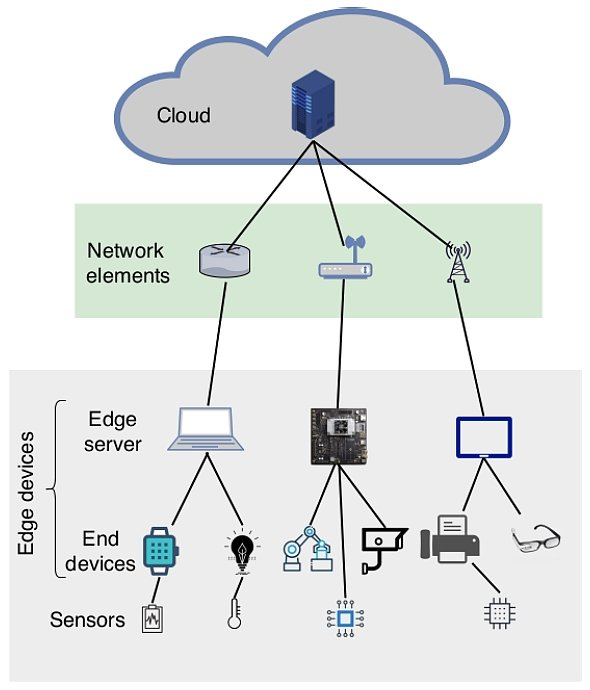 Cloud
Network
elements
Edge devices
Edge
server
End
devices
Sensors